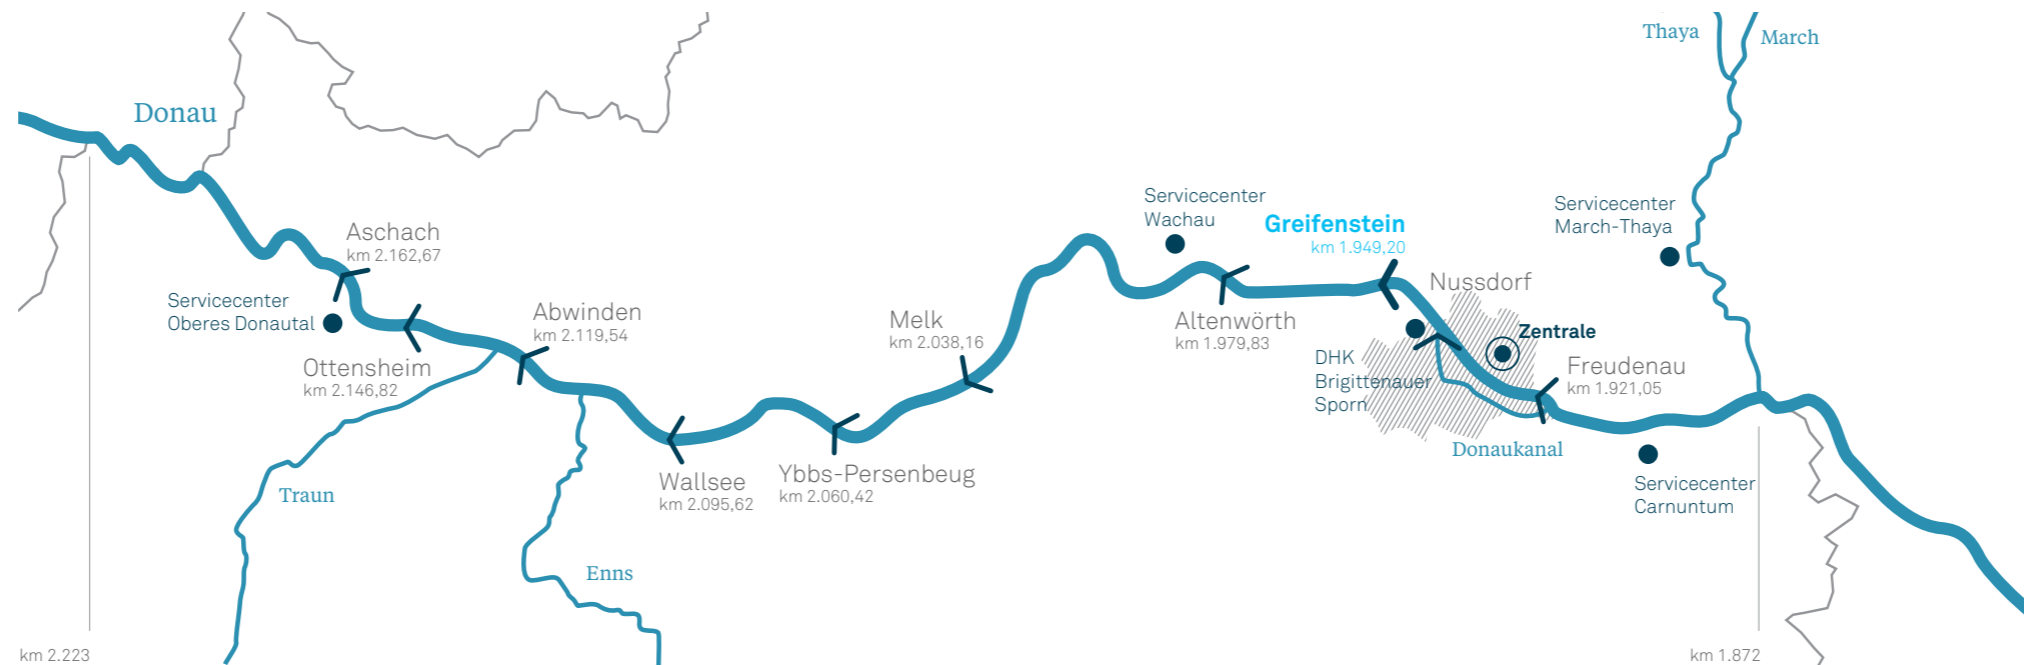 Thaya
March
Donau
Servicecenter
Wachau
Servicecenter
March-Thaya
Greifenstein
km 1.949,20
Aschach
km 2.162,67
Nussdorf
Servicecenter
Oberes Donautal
Abwinden
km 2.119,54
Melk
km 2.038,16
Altenwörth
km 1.979,83
Zentrale
DHK
Brigittenauer
Sporn
Freudenau
km 1.921,05
Ottensheim
km 2.146,82
Donaukanal
Wallsee
km 2.095,62
Ybbs-Persenbeug
km 2.060,42
Traun
Servicecenter
Carnuntum
Enns
km 2.223
km 1.872